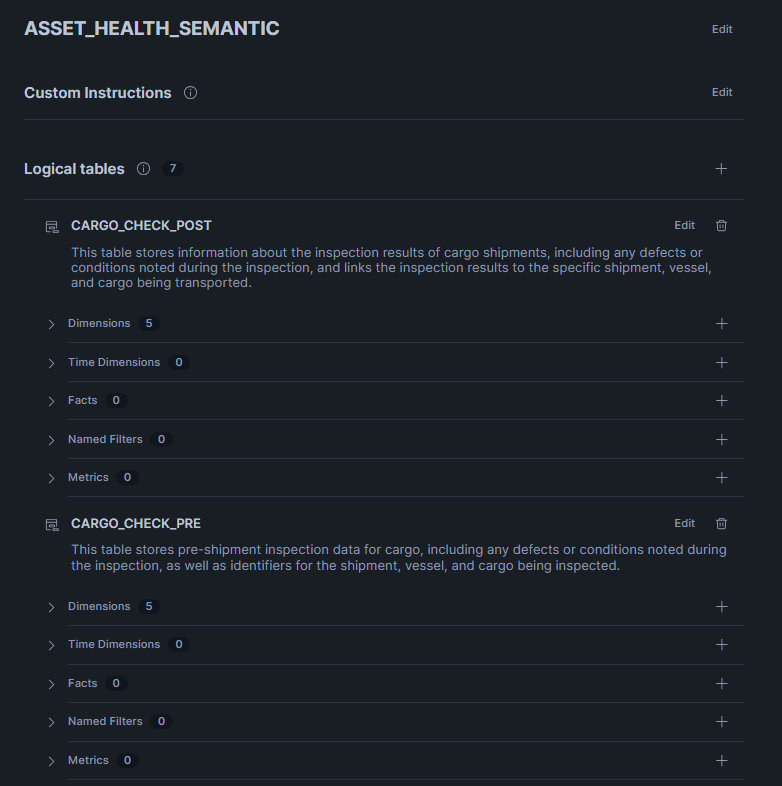 ASSET_HEALTH_SEMANTIC
Edit
Custom Instructions
Edit
Logical tables 7
CARGO_CHECK_POST
Edit
This table stores information about the inspection results of cargo shipments, including any defects or
conditions noted during the inspection, and links the inspection results to the specific shipment, vessel,
and cargo being transported.
Dimensions 5
Time Dimensions 0
Facts 0
Named Filters 0
Metrics 0
CARGO_CHECK_PRE
Edit
This table stores pre-shipment inspection data for cargo, including any defects or conditions noted during
the inspection, as well as identifiers for the shipment, vessel, and cargo being inspected.
Dimensions 5
Time Dimensions 0
Facts 0
Named Filters 0
Metrics 0